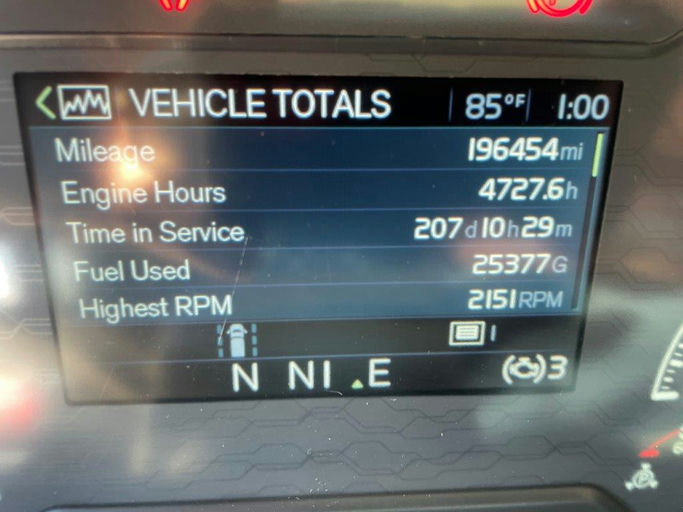 VEHICLE TOTALS 85°F 1:00
Mileage 196454mi
Engine Hours 4727.6h
Time in Service 207d10h29m
Fuel Used 25377G
Highest RPM 2151RPM
1
N NI E 3